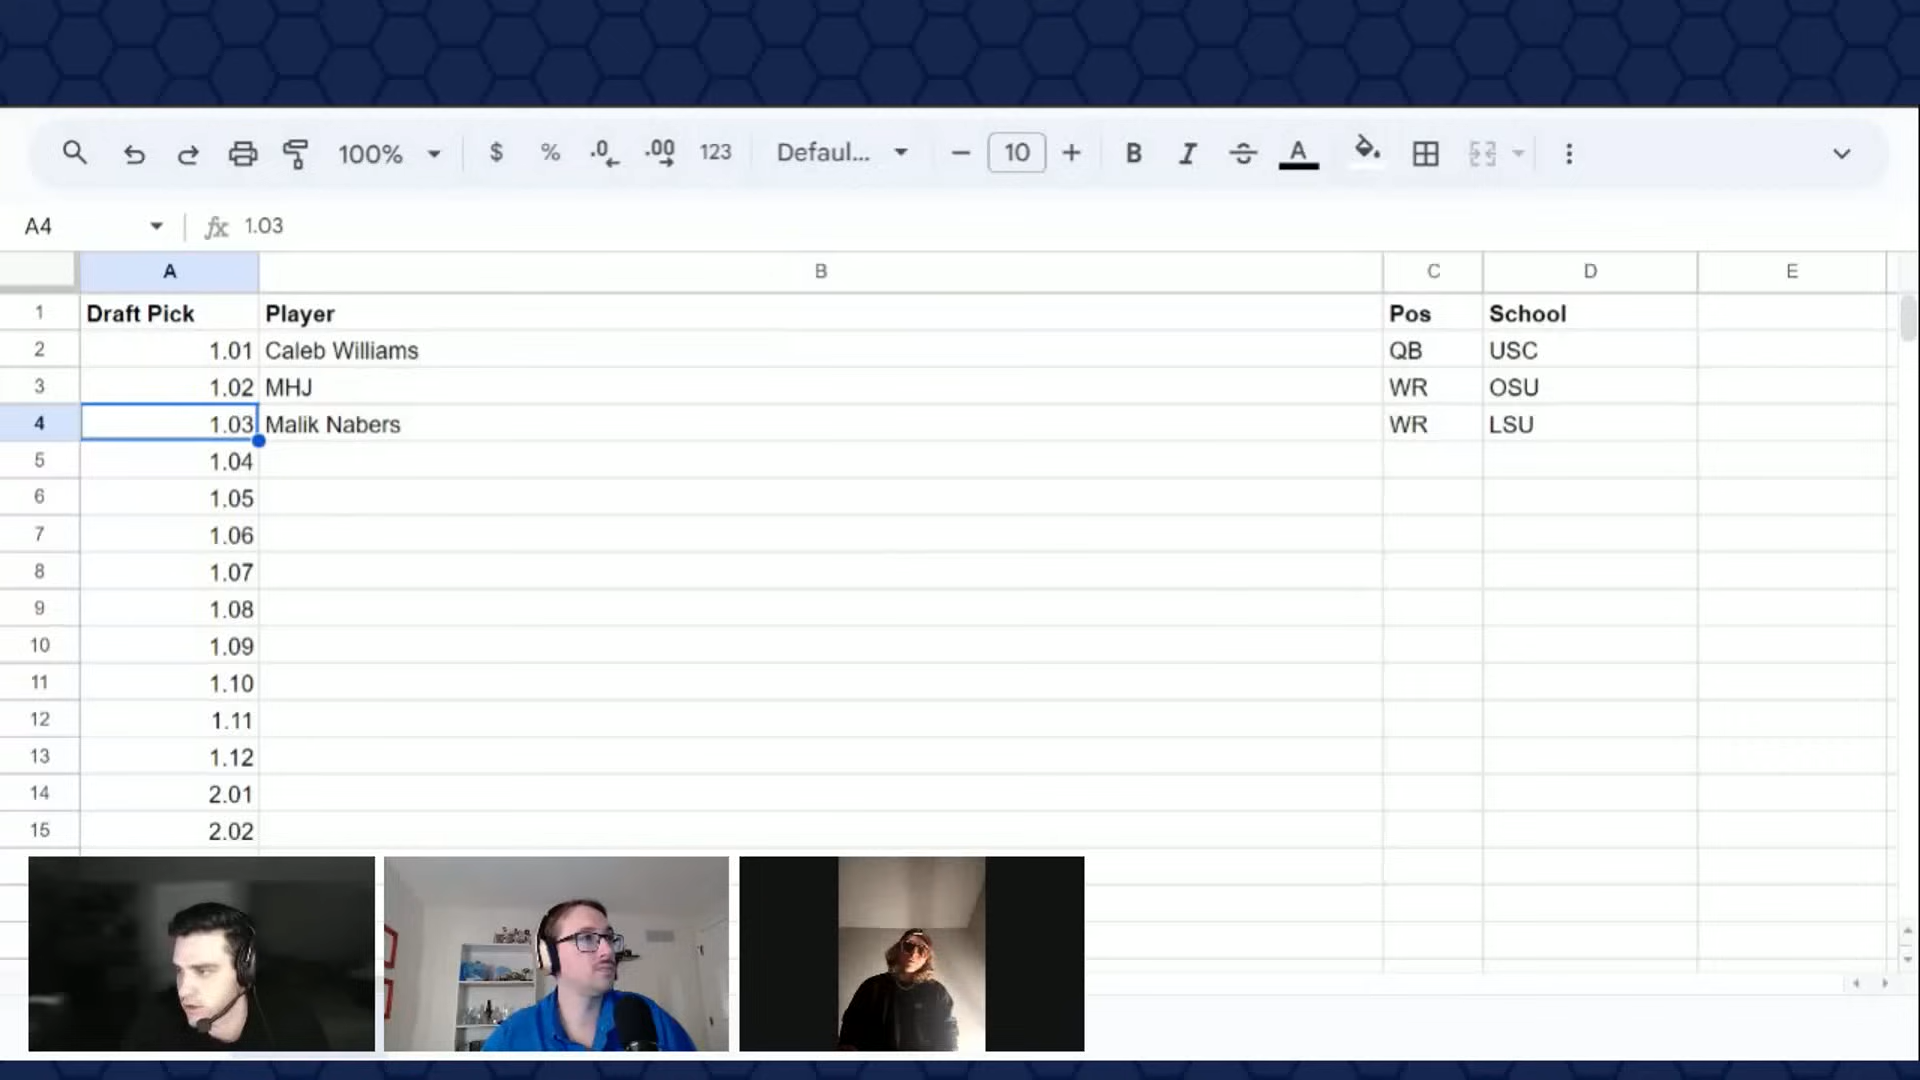 100% $ % .0 .00 123 Defaul... 10 B I A
A4 fx 1.03
A B C D E
1 Draft Pick Player Pos School
2 1.01 Caleb Williams QB USC
3 1.02 MHJ WR OSU
4 1.03 Malik Nabers WR LSU
5 1.04
6 1.05
7 1.06
8 1.07
9 1.08
10 1.09
11 1.10
12 1.11
13 1.12
14 2.01
15 2.02